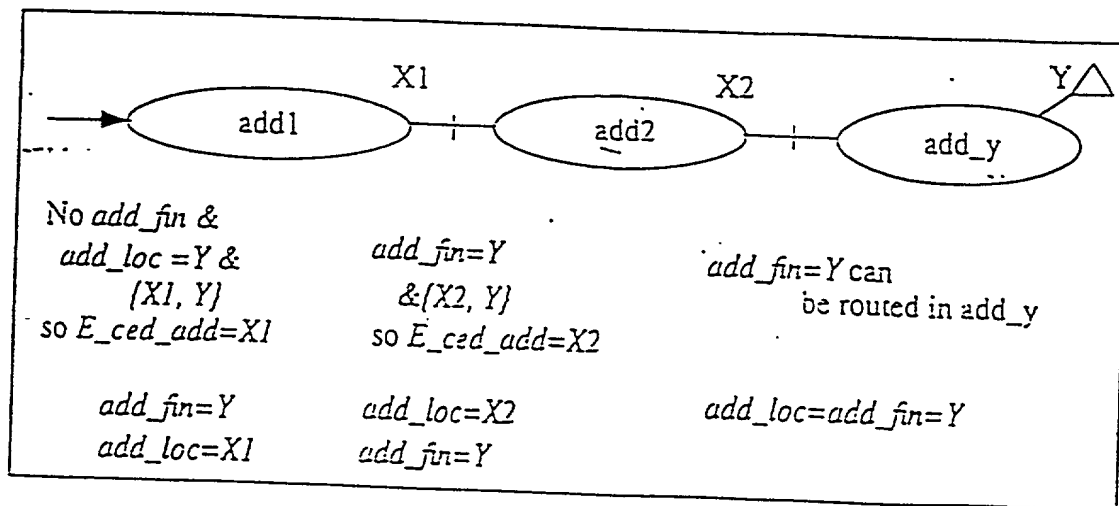 X1 X2 Y
add1 add2 add_y
No add_fin &
add_loc =Y &
{X1, Y}
so E_ced_add=X1
add_fin=Y
&{X2, Y}
so E_ced_add=X2
add_fin=Y can
be routed in add_y
add_fin=Y
add_loc=X1
add_loc=X2
add_fin=Y
add_loc=add_fin=Y